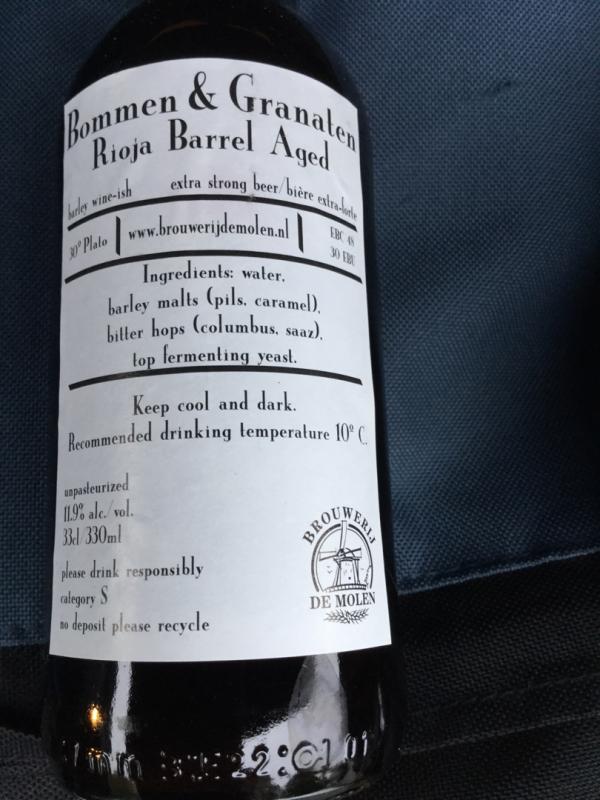 Bommen & Granaten
Rioja Barrel Aged
barley wine-ish extra strong beer/bière extra-forte
30° Plato | www.brouwerijdemolen.nl | EBC 48
30 EBU
Ingredients: water,
barley malts (pils, caramel),
bitter hops (columbus, saaz),
top fermenting yeast.
Keep cool and dark.
Recommended drinking temperature 10° C.
unpasteurized
11.9% alc./vol.
33cl/330ml
please drink responsibly
category S
no deposit please recycle
BROUWERIJ
DE MOLEN